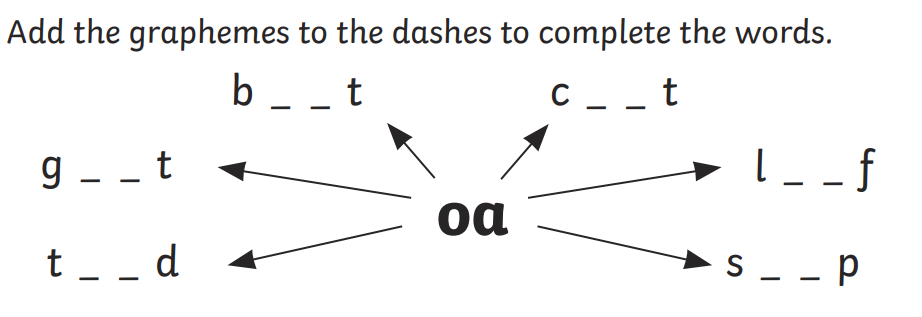 Add the graphemes to the dashes to complete the words.
b _ _ t
c _ _ t
g _ _ t
l _ _ f
oa
t _ _ d
s _ _ p